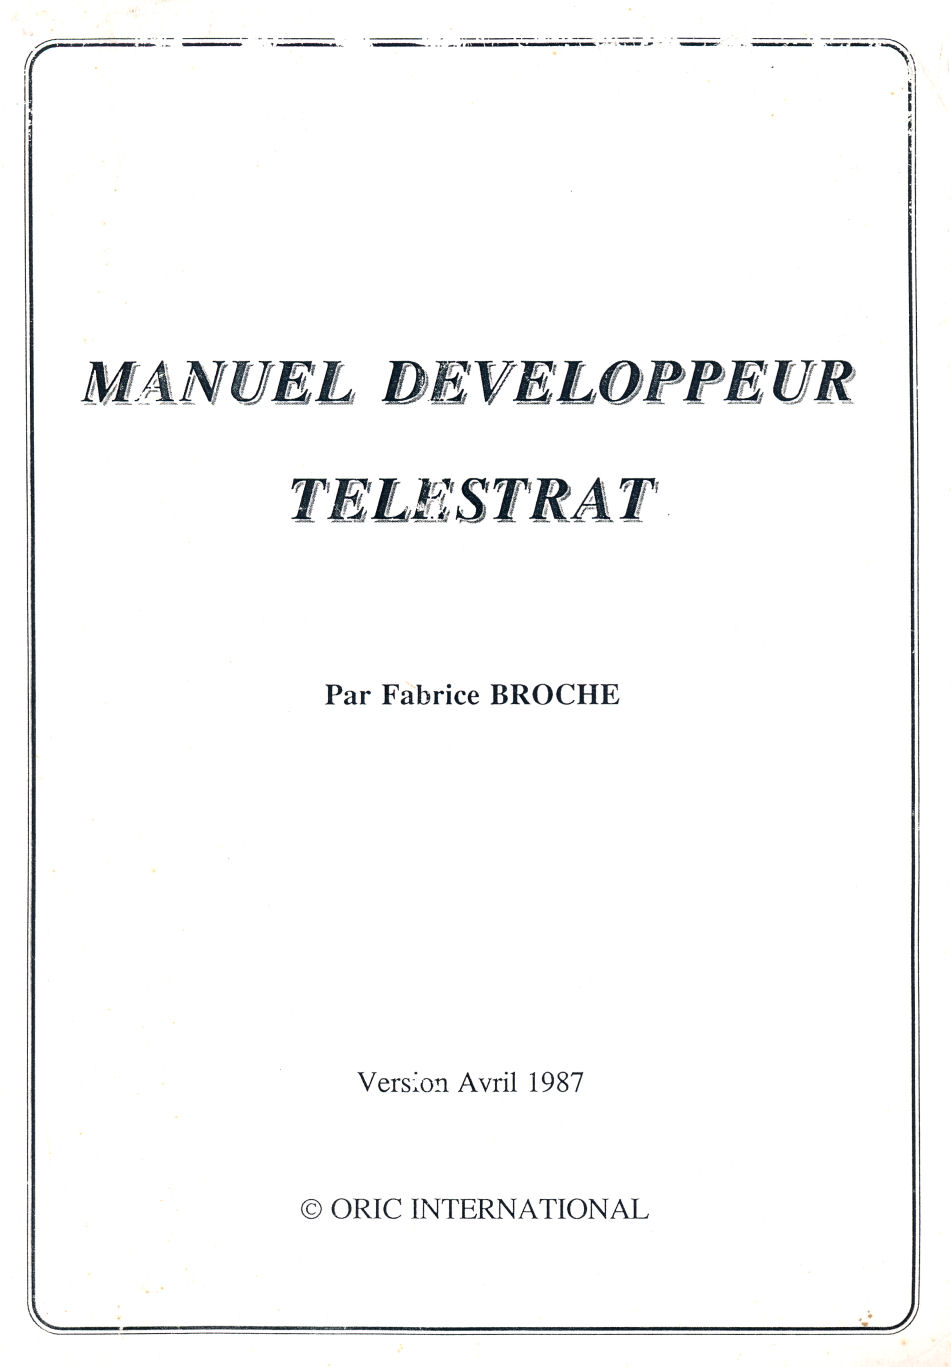 MANUEL DEVELOPPEUR
TELESTRAT
Par Fabrice BROCHE
Version Avril 1987
© ORIC INTERNATIONAL